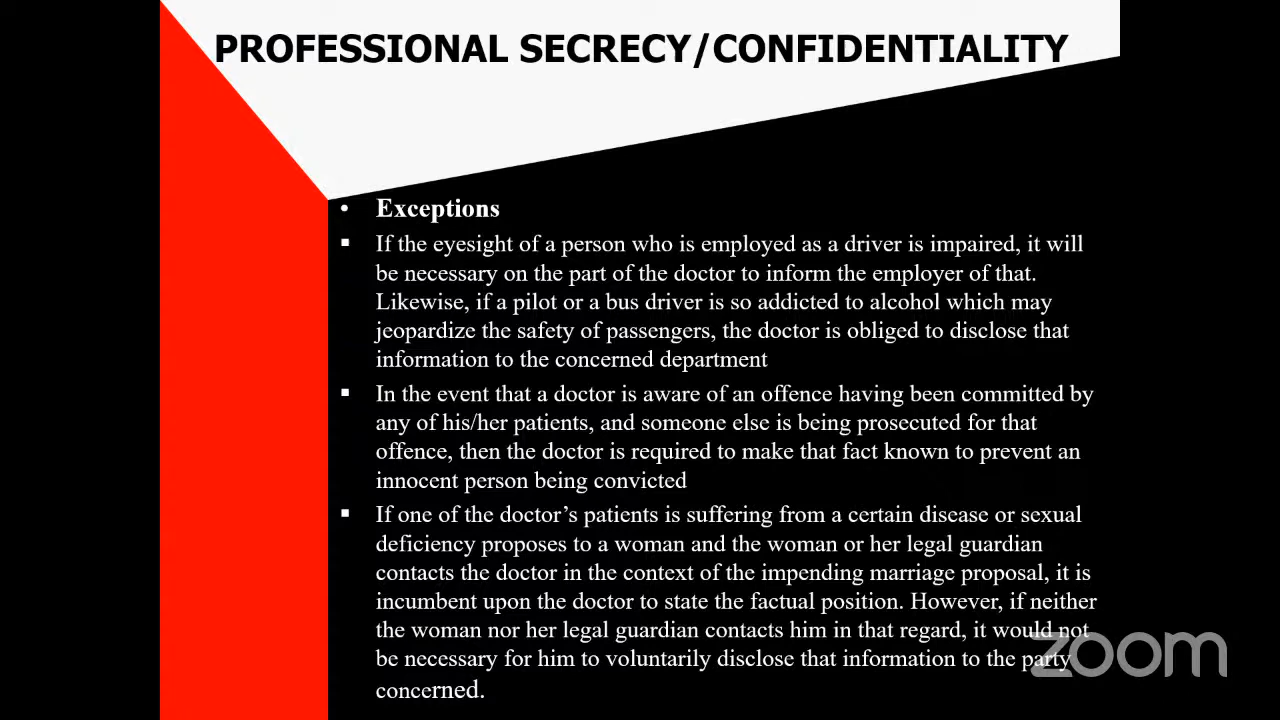 PROFESSIONAL SECRECY/CONFIDENTIALITY
• Exceptions
▪ If the eyesight of a person who is employed as a driver is impaired, it will
be necessary on the part of the doctor to inform the employer of that.
Likewise, if a pilot or a bus driver is so addicted to alcohol which may
jeopardize the safety of passengers, the doctor is obliged to disclose that
information to the concerned department
▪ In the event that a doctor is aware of an offence having been committed by
any of his/her patients, and someone else is being prosecuted for that
offence, then the doctor is required to make that fact known to prevent an
innocent person being convicted
▪ If one of the doctor’s patients is suffering from a certain disease or sexual
deficiency proposes to a woman and the woman or her legal guardian
contacts the doctor in the context of the impending marriage proposal, it is
incumbent upon the doctor to state the factual position. However, if neither
the woman nor her legal guardian contacts him in that regard, it would not
be necessary for him to voluntarily disclose that information to the party
concerned.
zoom